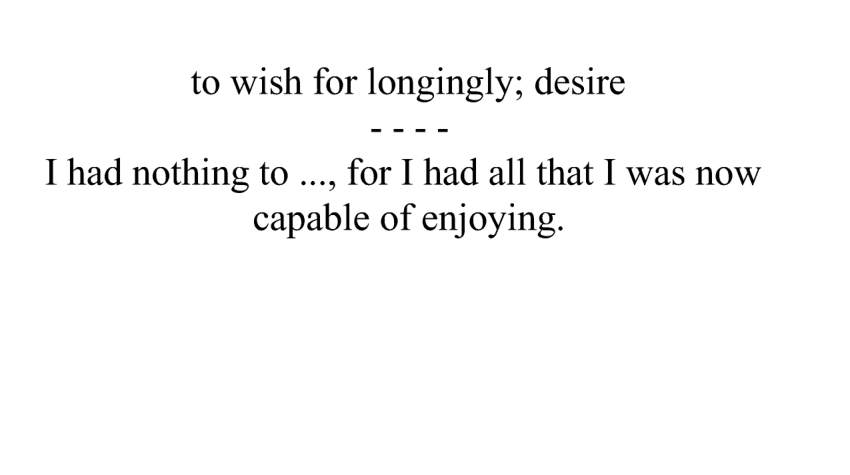 to wish for longingly; desire
- - - -
I had nothing to ..., for I had all that I was now
capable of enjoying.